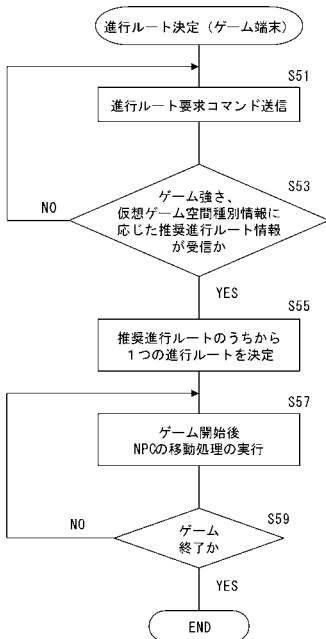 進行ルート決定（ゲーム端末）
S51
進行ルート要求コマンド送信
S53
ゲーム強さ、
仮想ゲーム空間種別情報に
応じた推奨進行ルート情報
が受信か
NO
YES
S55
推奨進行ルートのうちから
１つの進行ルートを決定
S57
ゲーム開始後
NPCの移動処理の実行
S59
ゲーム
終了か
NO
YES
END